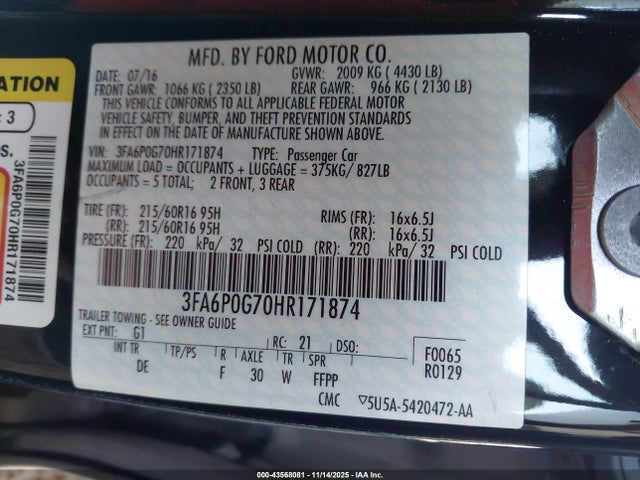 MFD. BY FORD MOTOR CO.
DATE: 07/16 GVWR: 2009 KG ( 4430 LB)
FRONT GAWR: 1066 KG ( 2350 LB) REAR GAWR: 966 KG ( 2130 LB)
THIS VEHICLE CONFORMS TO ALL APPLICABLE FEDERAL MOTOR
VEHICLE SAFETY, BUMPER, AND THEFT PREVENTION STANDARDS
IN EFFECT ON THE DATE OF MANUFACTURE SHOWN ABOVE.
VIN: 3FA6P0G70HR171874 TYPE: Passenger Car
MAXIMUM LOAD = OCCUPANTS + LUGGAGE = 375KG/ 827LB
OCCUPANTS = 5 TOTAL; 2 FRONT, 3 REAR
TIRE (FR): 215/60R16 95H RIMS (FR): 16x6.5J
(RR): 215/60R16 95H (RR): 16x6.5J
PRESSURE (FR): 220 kPa/ 32 PSI COLD (RR): 220 kPa/ 32 PSI COLD
3FA6P0G70HR171874
TRAILER TOWING - SEE OWNER GUIDE
EXT PNT: G1 RC: 21 DSO: F0065
INT TR TP/PS R AXLE TR SPR R0129
DE F 30 W FFPP
CMC ▽5U5A-5420472-AA
ATION
: 3
S.
3FA6P0G70HR171874
000-43568081 - 11/14/2025 - IAA Inc.